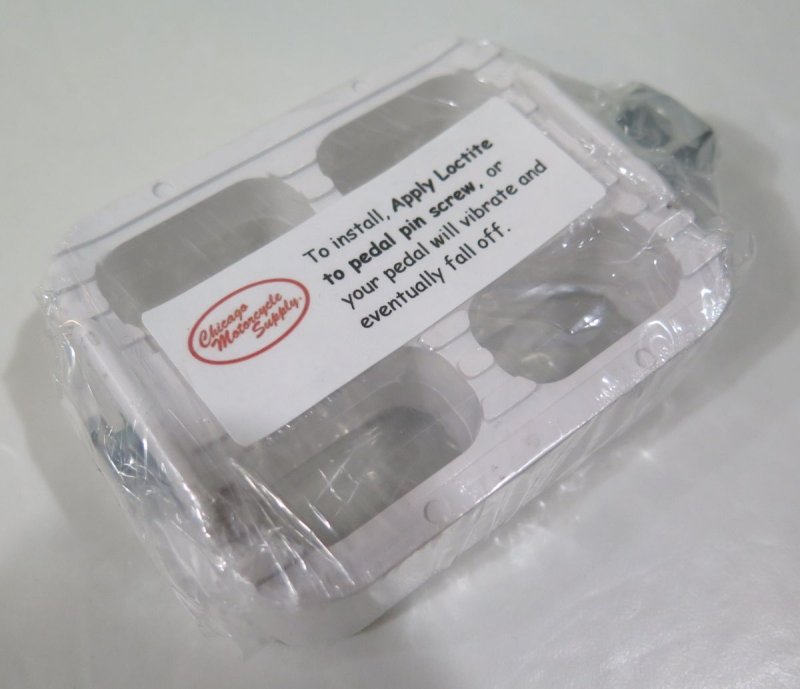 Chicago
Motorcycle
Supply
To install, Apply Loctite
to pedal pin screw, or
your pedal will vibrate and
eventually fall off.